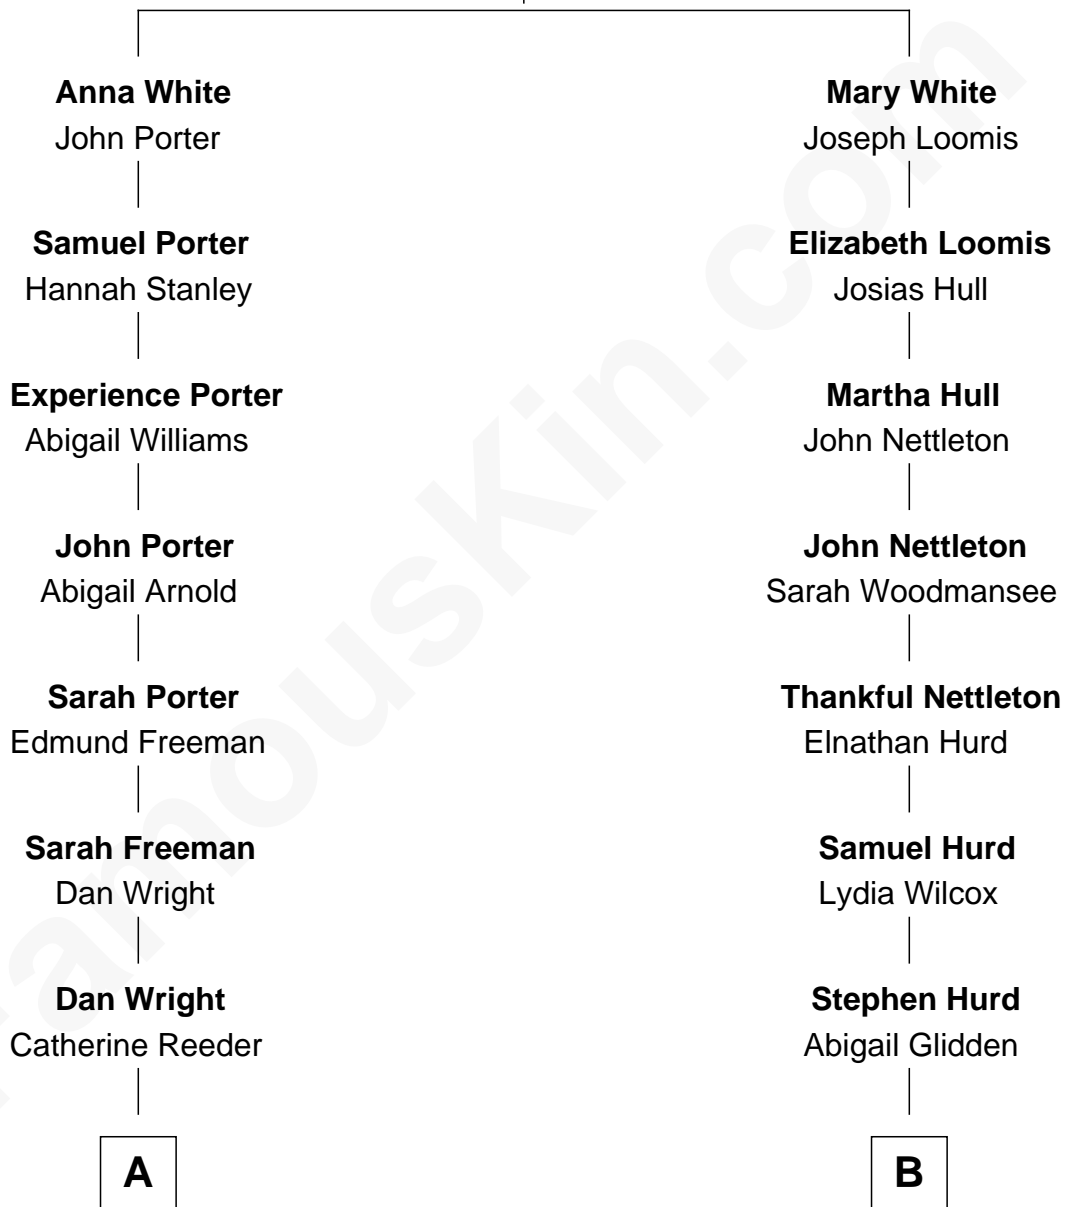 Anna White
John Porter
Samuel Porter
Hannah Stanley
Experience Porter
Abigail Williams
John Porter
Abigail Arnold
Sarah Porter
Edmund Freeman
Sarah Freeman
Dan Wright
Dan Wright
Catherine Reeder
A
Mary White
Joseph Loomis
Elizabeth Loomis
Josias Hull
Martha Hull
John Nettleton
John Nettleton
Sarah Woodmansee
Thankful Nettleton
Elnathan Hurd
Samuel Hurd
Lydia Wilcox
Stephen Hurd
Abigail Glidden
B
FamousKin.com